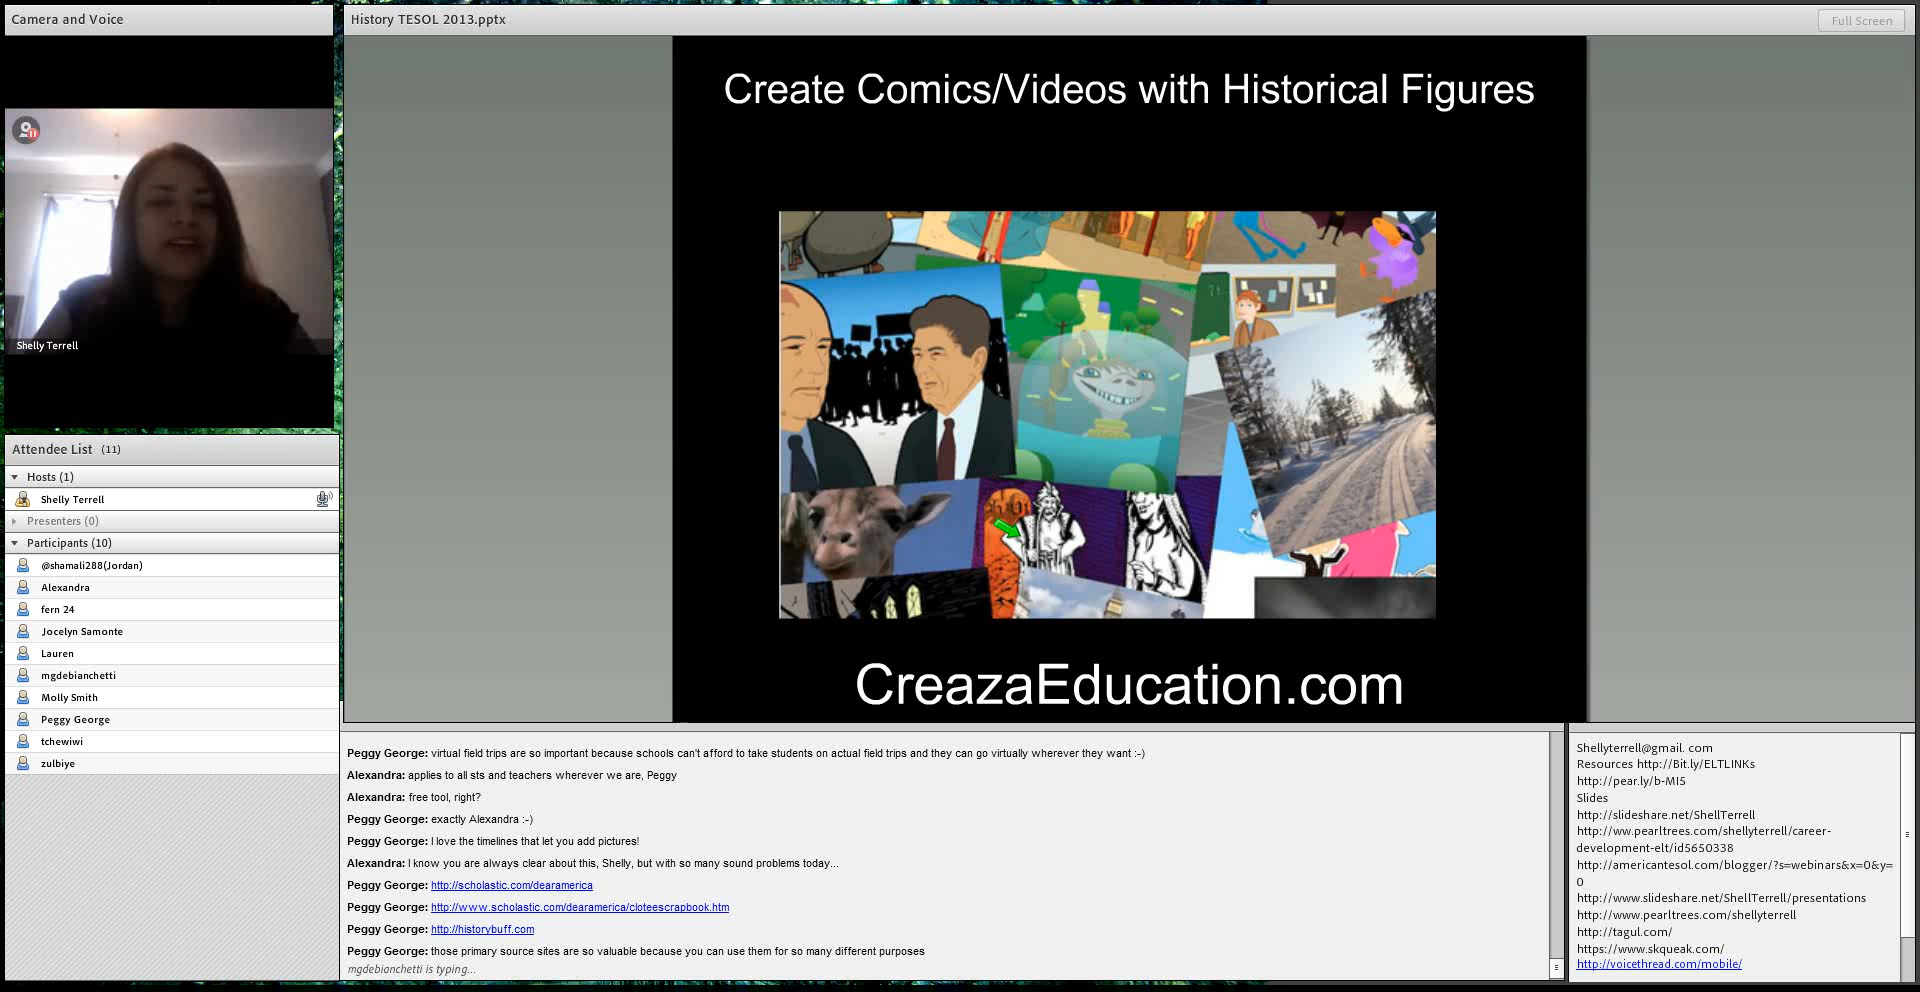 Camera and Voice
Shelly Terrell
Attendee List (11)
Hosts (1)
Shelly Terrell
Presenters (0)
Participants (10)
@shamali288(Jordan)
Alexandra
fern 24
Jocelyn Samonte
Lauren
mgdebianchetti
Molly Smith
Peggy George
tchewiwi
zulbiye
History TESOL 2013.pptx
Full Screen
Create Comics/Videos with Historical Figures
CreazaEducation.com
Peggy George: virtual field trips are so important because schools can't afford to take students on actual field trips and they can go virtually wherever they want :-)
Alexandra: applies to all sts and teachers wherever we are, Peggy
Alexandra: free tool, right?
Peggy George: exactly Alexandra :-)
Peggy George: I love the timelines that let you add pictures!
Alexandra: I know you are always clear about this, Shelly, but with so many sound problems today...
Peggy George: http://scholastic.com/dearamerica
Peggy George: http://www.scholastic.com/dearamerica/cloteescrapbook.htm
Peggy George: http://historybuff.com
Peggy George: those primary source sites are so valuable because you can use them for so many different purposes
mgdebianchetti is typing...
Shellyterrell@gmail. com
Resources http://Bit.ly/ELTLINKs
http://pear.ly/b-MI5
Slides
http://slideshare.net/ShellTerrell
http://ww.pearltrees.com/shellyterrell/career-
development-elt/id5650338
http://americantesol.com/blogger/?s=webinars&x=0&y=
0
http://www.slideshare.net/ShellTerrell/presentations
http://www.pearltrees.com/shellyterrell
http://tagul.com/
https://www.skqueak.com/
http://voicethread.com/mobile/